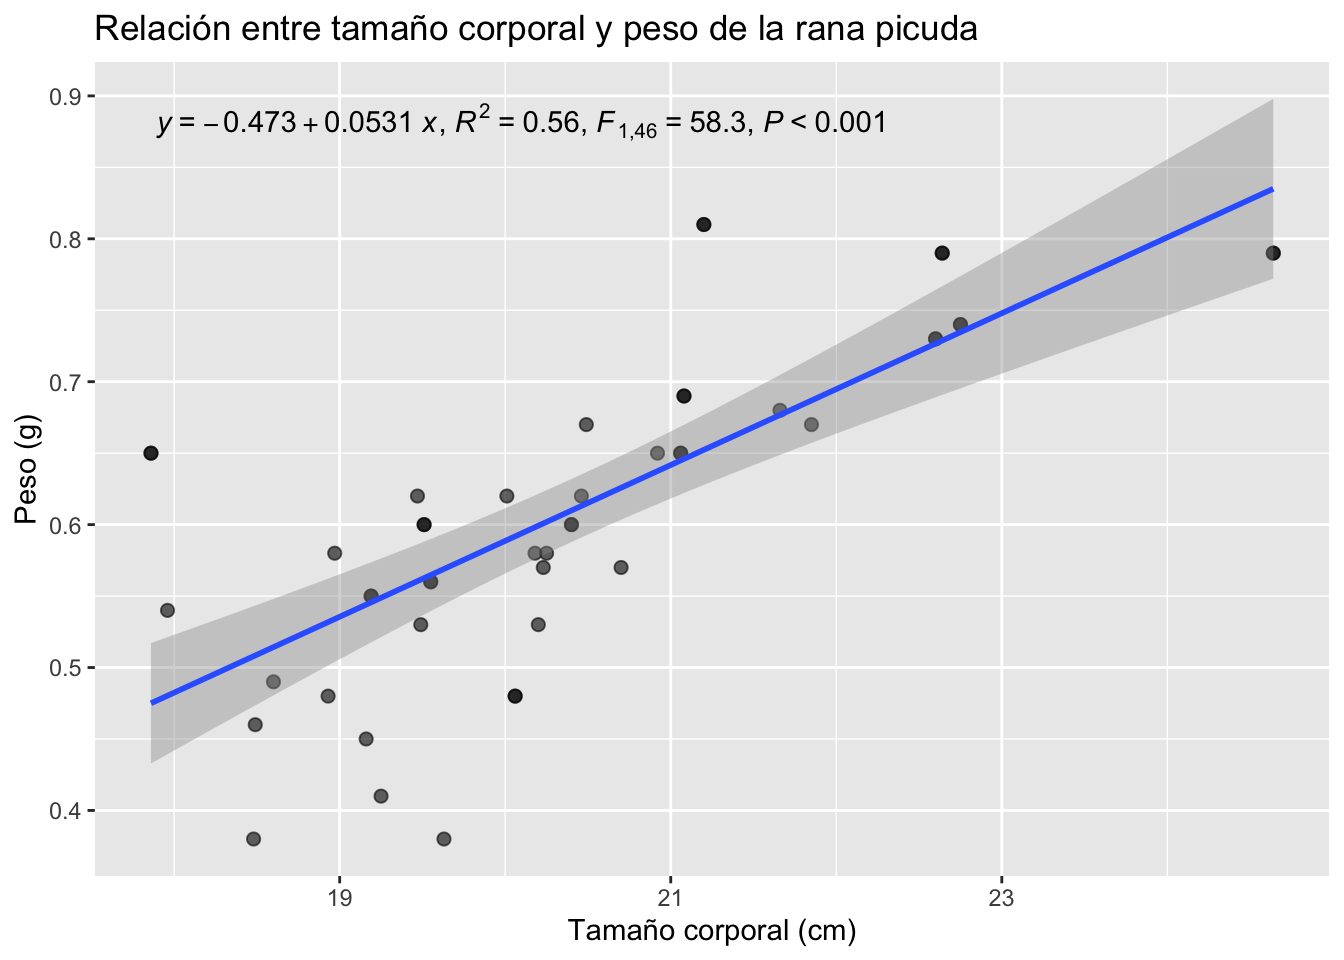 Relación entre tamaño corporal y peso de la rana picuda
y = −0.473 + 0.0531 x, R² = 0.56, F₁,₄₆ = 58.3, P < 0.001
0.9
0.8
0.7
0.6
0.5
0.4
Peso (g)
19 21 23
Tamaño corporal (cm)